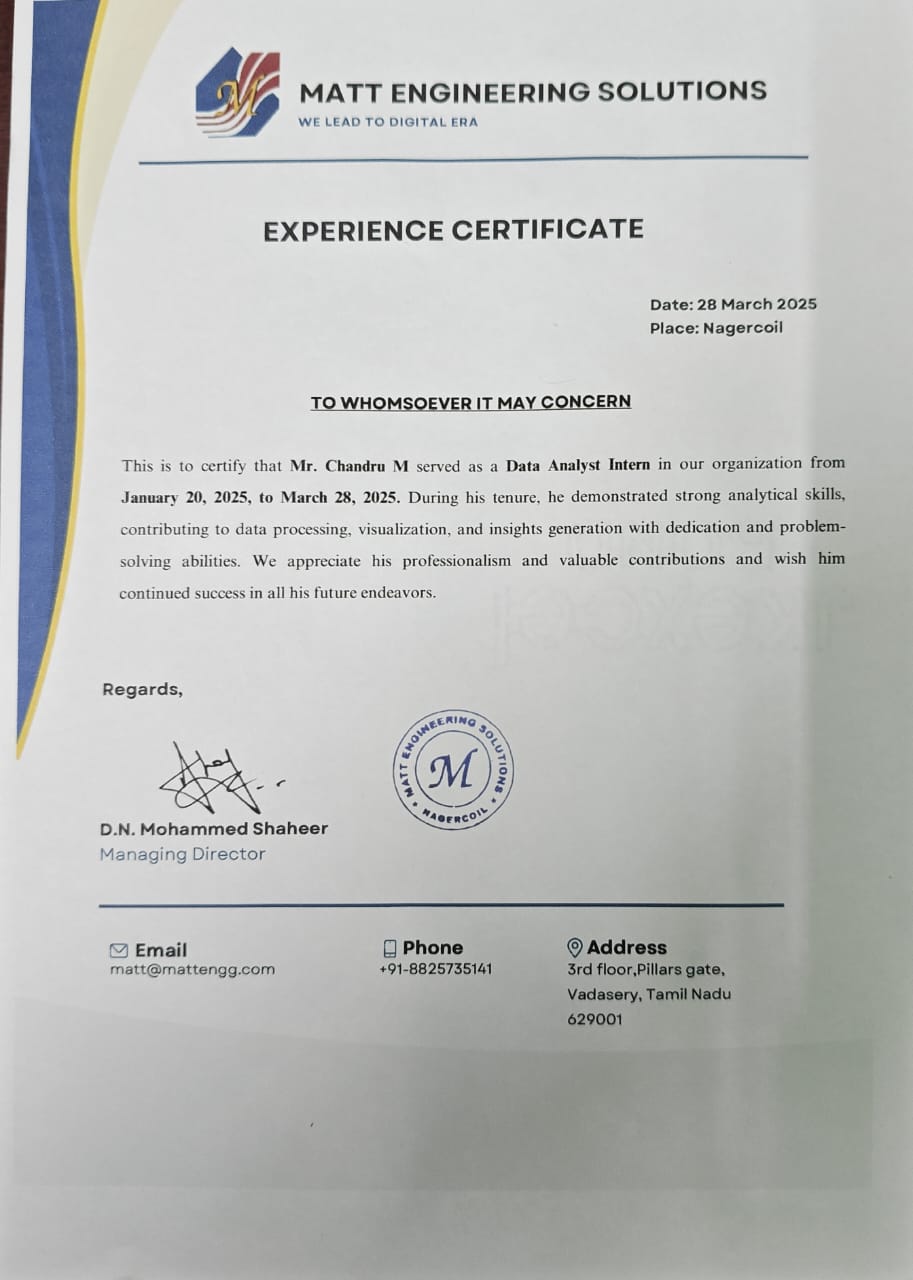 M
MATT ENGINEERING SOLUTIONS
WE LEAD TO DIGITAL ERA
EXPERIENCE CERTIFICATE
Date: 28 March 2025
Place: Nagercoil
TO WHOMSOEVER IT MAY CONCERN
This is to certify that Mr. Chandru M served as a Data Analyst Intern in our organization from
January 20, 2025, to March 28, 2025. During his tenure, he demonstrated strong analytical skills,
contributing to data processing, visualization, and insights generation with dedication and problem-
solving abilities. We appreciate his professionalism and valuable contributions and wish him
continued success in all his future endeavors.
Regards,
MATT ENGINEERING SOLUTIONS
M
NAGERCOIL
D.N. Mohammed Shaheer
Managing Director
Email
matt@mattengg.com
Phone
+91-8825735141
Address
3rd floor,Pillars gate,
Vadasery, Tamil Nadu
629001